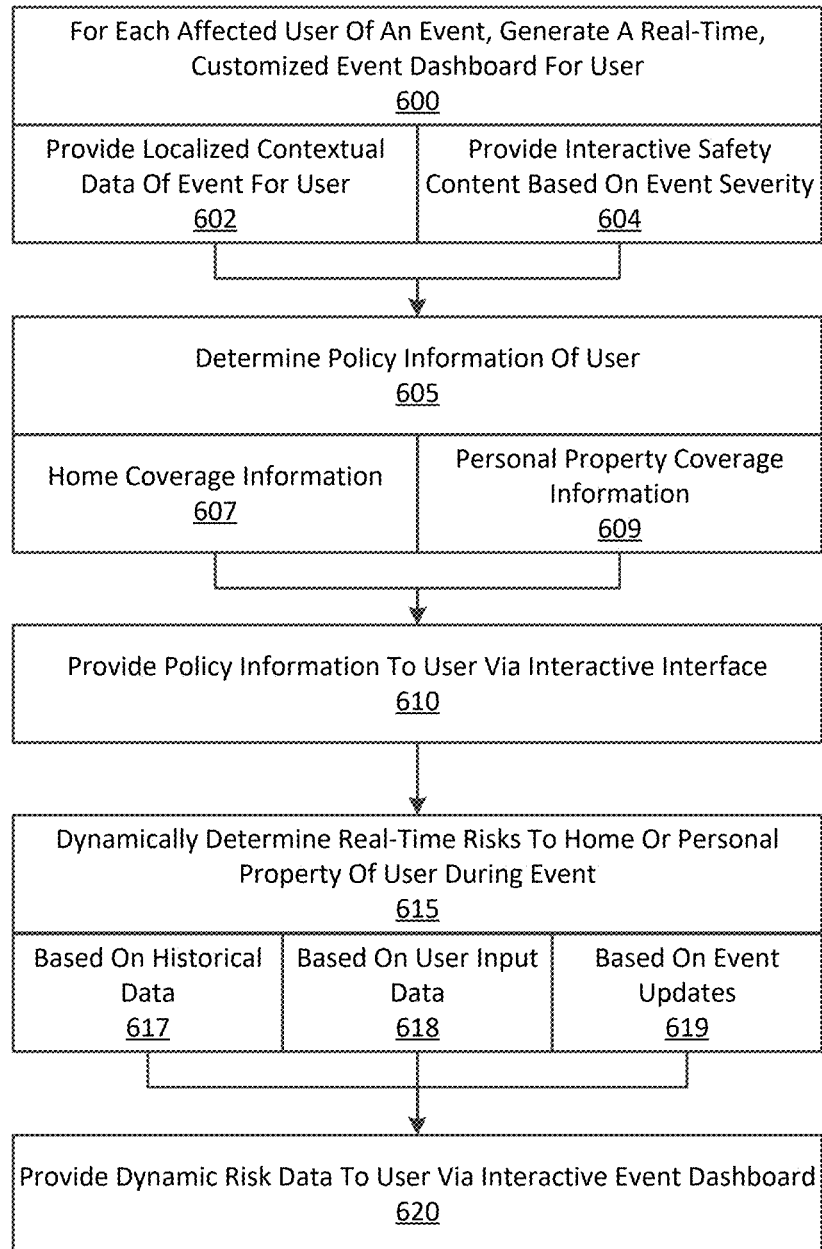 For Each Affected User Of An Event, Generate A Real-Time,
Customized Event Dashboard For User
600
Provide Localized Contextual
Data Of Event For User
602
Provide Interactive Safety
Content Based On Event Severity
604
Determine Policy Information Of User
605
Home Coverage Information
607
Personal Property Coverage
Information
609
Provide Policy Information To User Via Interactive Interface
610
Dynamically Determine Real-Time Risks To Home Or Personal
Property Of User During Event
615
Based On Historical
Data
617
Based On User Input
Data
618
Based On Event
Updates
619
Provide Dynamic Risk Data To User Via Interactive Event Dashboard
620